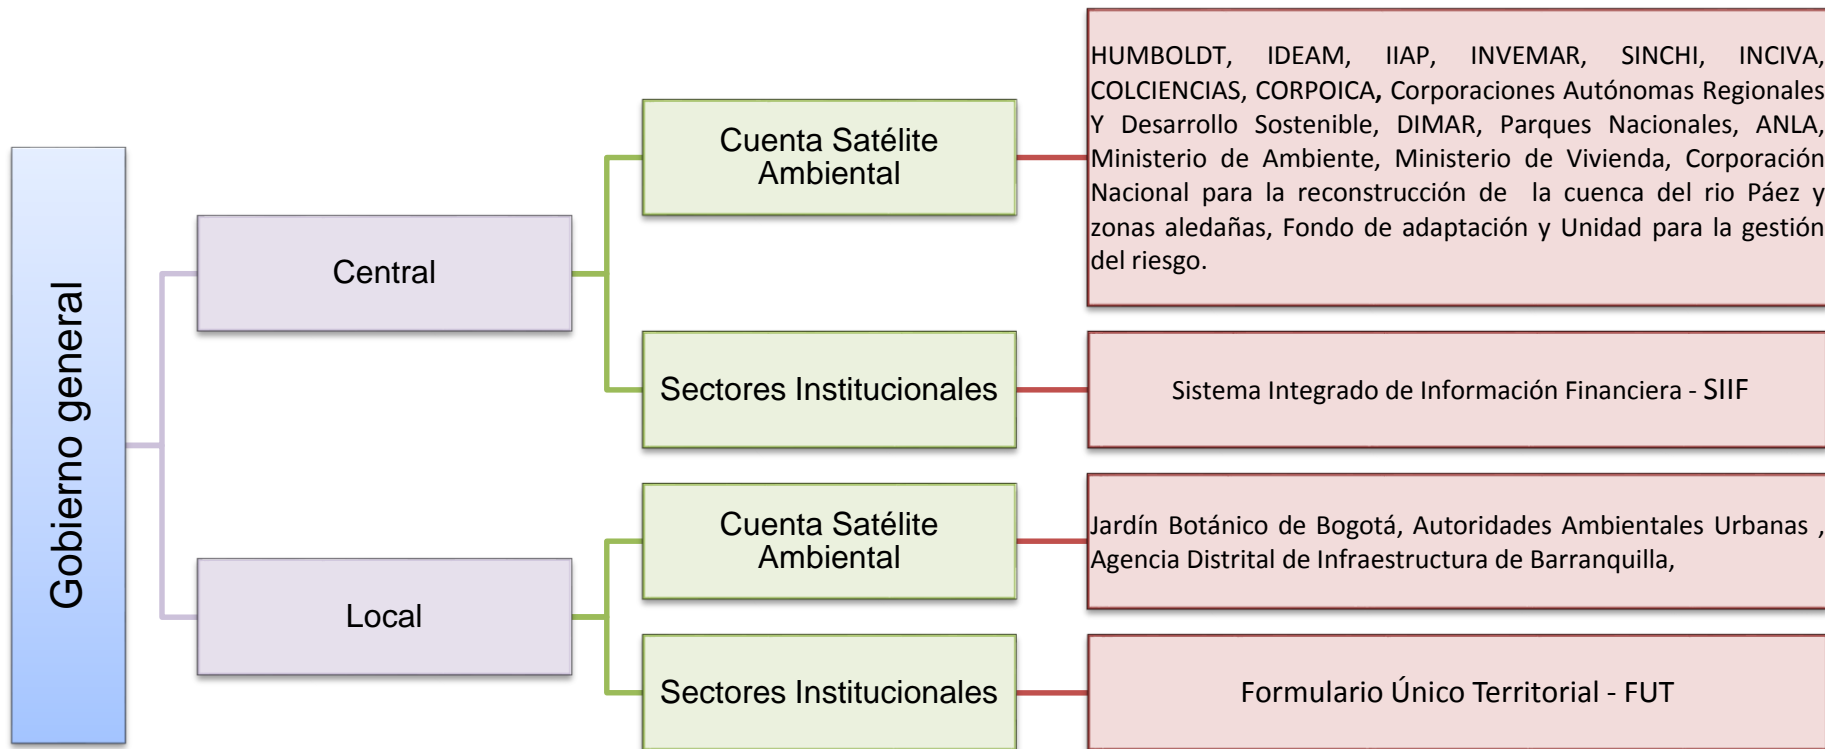 Gobierno general
Central
Cuenta Satélite
Ambiental
HUMBOLDT, IDEAM, IIAP, INVEMAR, SINCHI, INCIVA,
COLCIENCIAS, CORPOICA, Corporaciones Autónomas Regionales
Y Desarrollo Sostenible, DIMAR, Parques Nacionales, ANLA,
Ministerio de Ambiente, Ministerio de Vivienda, Corporación
Nacional para la reconstrucción de la cuenca del rio Páez y
zonas aledañas, Fondo de adaptación y Unidad para la gestión
del riesgo.
Sectores Institucionales
Sistema Integrado de Información Financiera - SIIF
Local
Cuenta Satélite
Ambiental
Jardín Botánico de Bogotá, Autoridades Ambientales Urbanas ,
Agencia Distrital de Infraestructura de Barranquilla,
Sectores Institucionales
Formulario Único Territorial - FUT